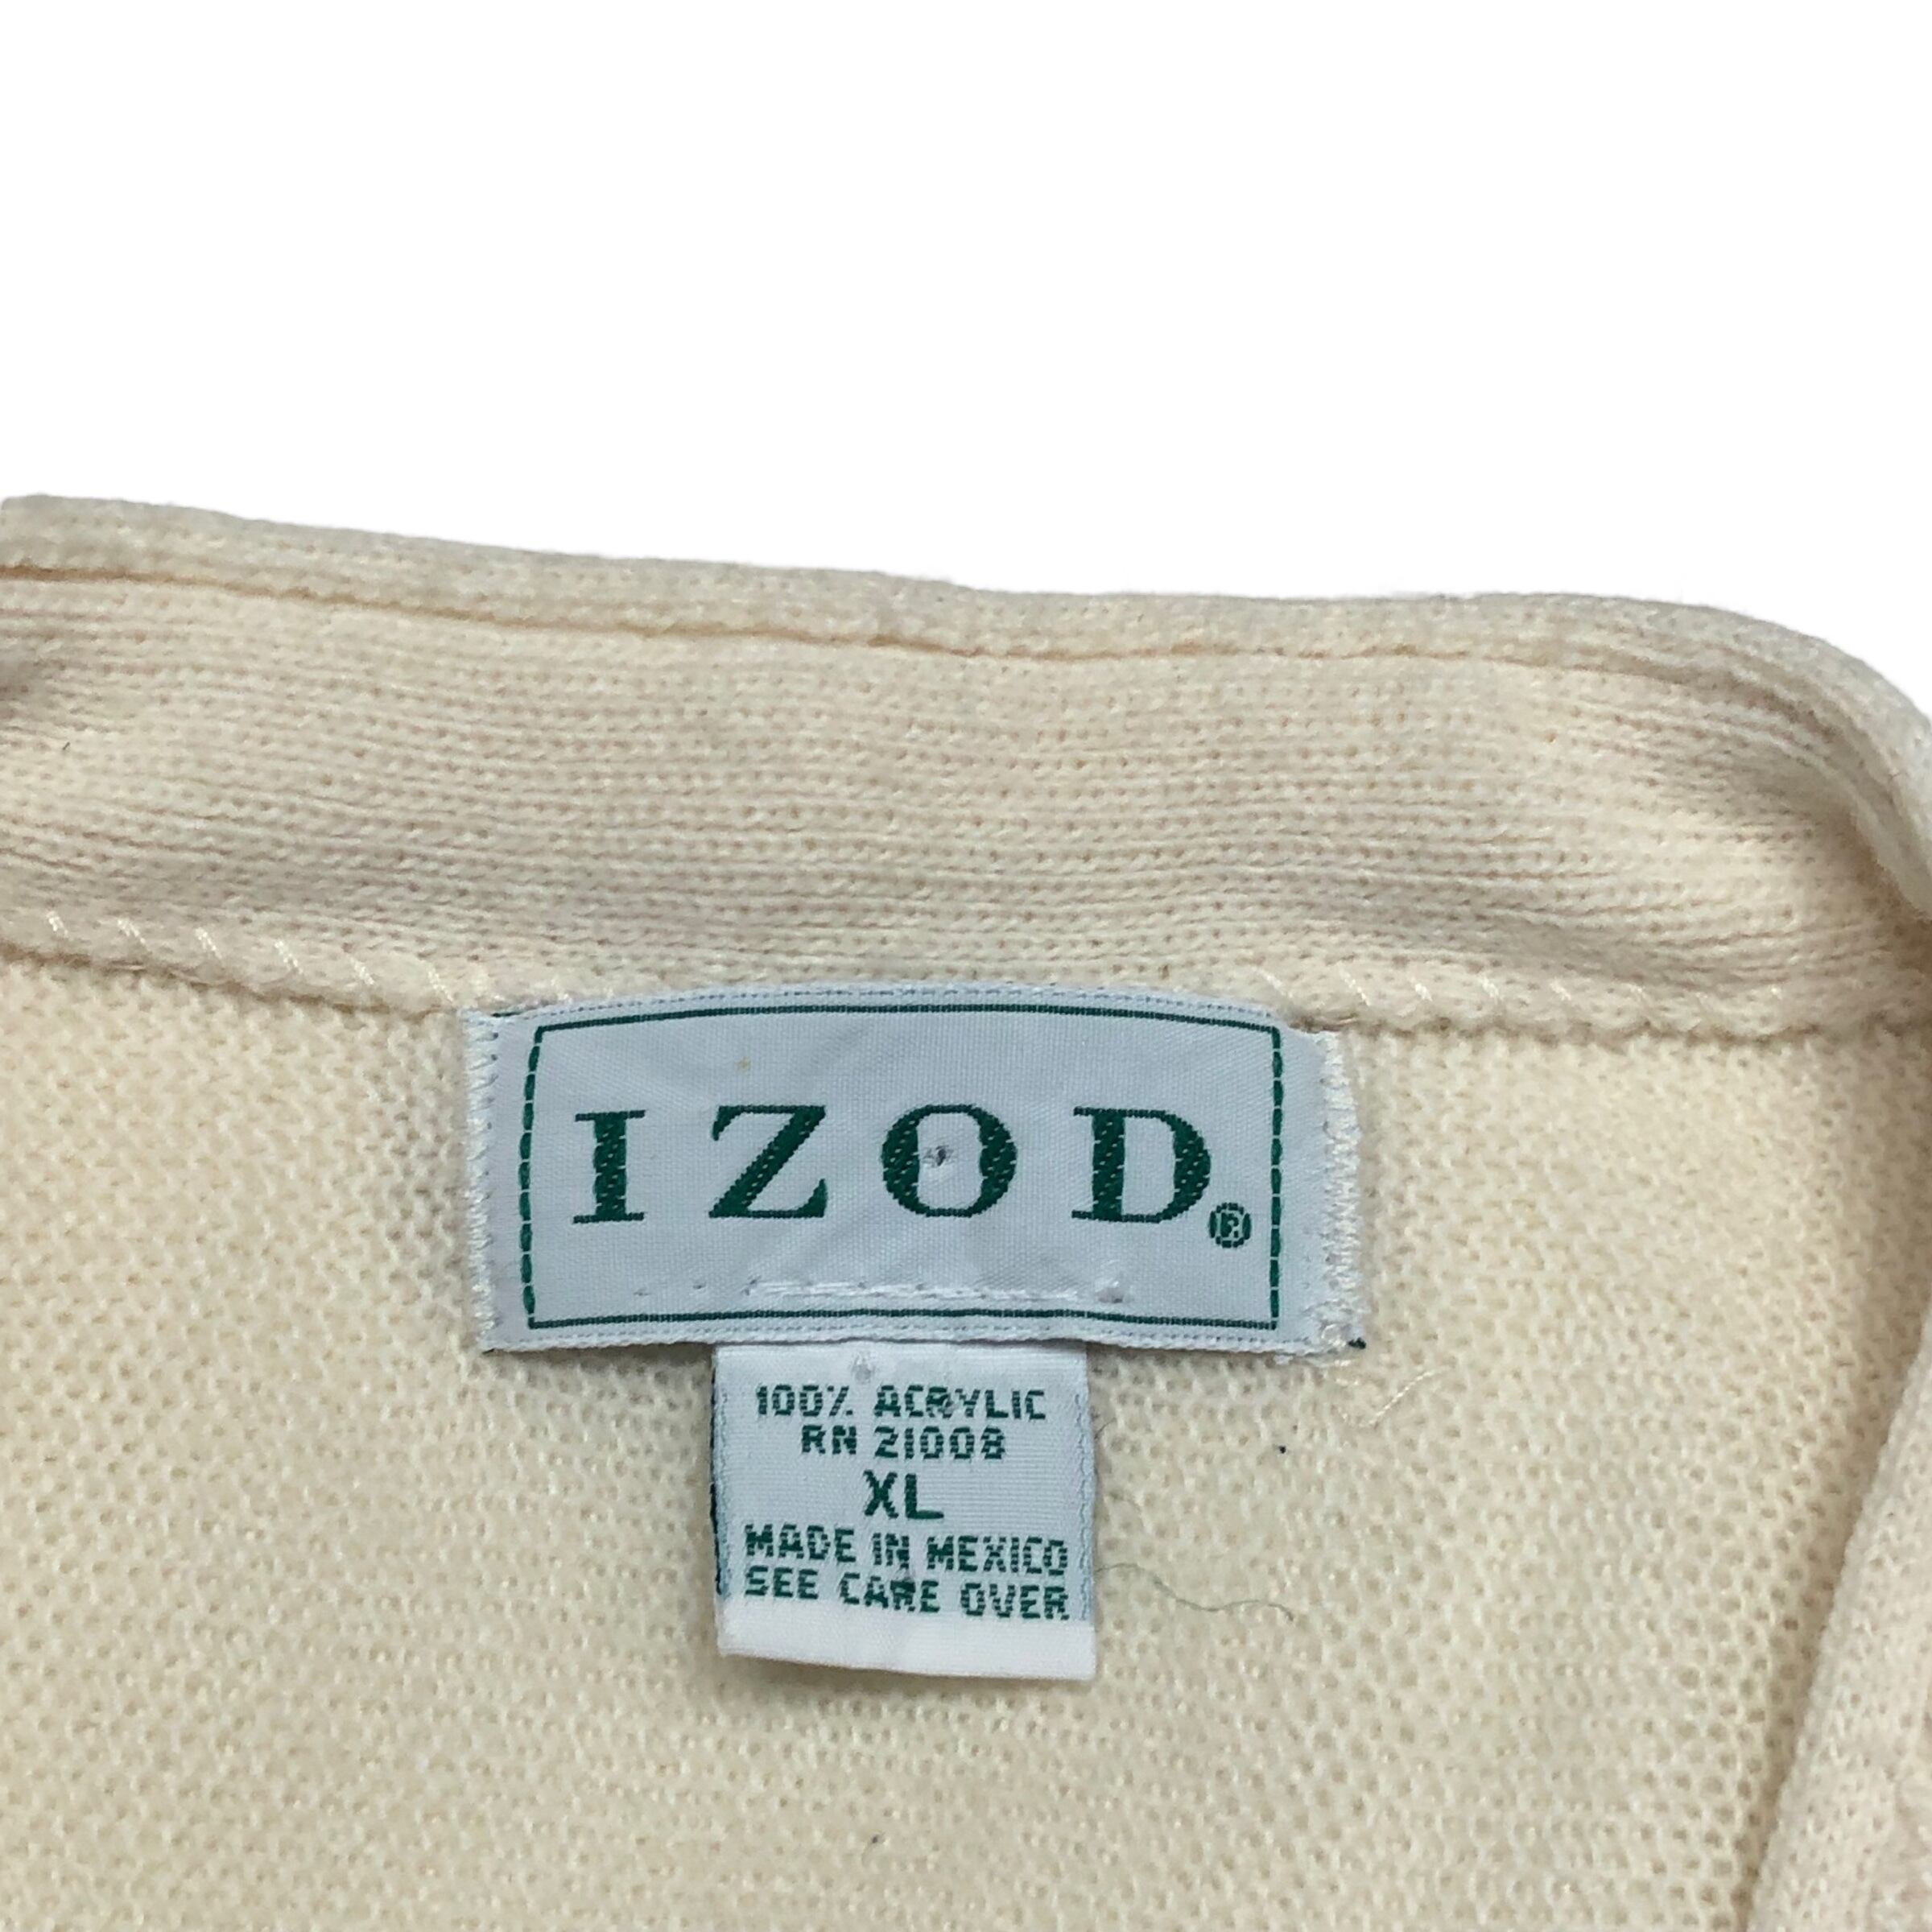 IZOD®
100% ACRYLIC
RN 21008
XL
MADE IN MEXICO
SEE CARE OVER